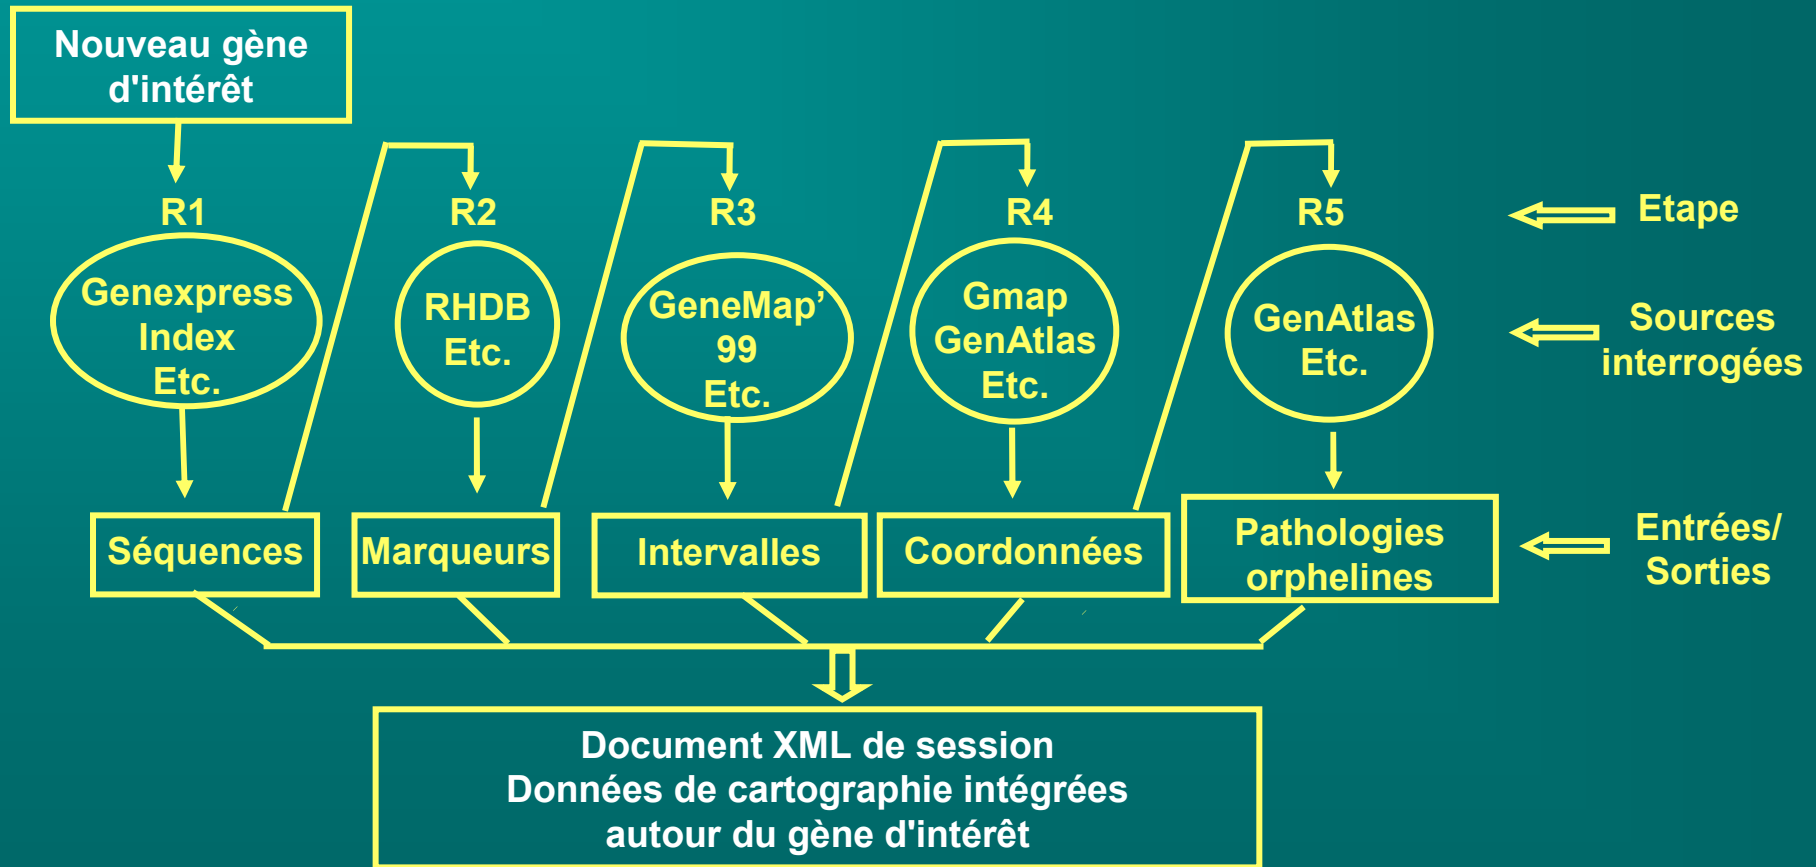 Nouveau gène
d'intérêt
R1
R2
R3
R4
R5
Etape
Genexpress
Index
Etc.
RHDB
Etc.
GeneMap’
99
Etc.
Gmap
GenAtlas
Etc.
GenAtlas
Etc.
Sources
interrogées
Séquences
Marqueurs
Intervalles
Coordonnées
Pathologies
orphelines
Entrées/
Sorties
Document XML de session
Données de cartographie intégrées
autour du gène d'intérêt